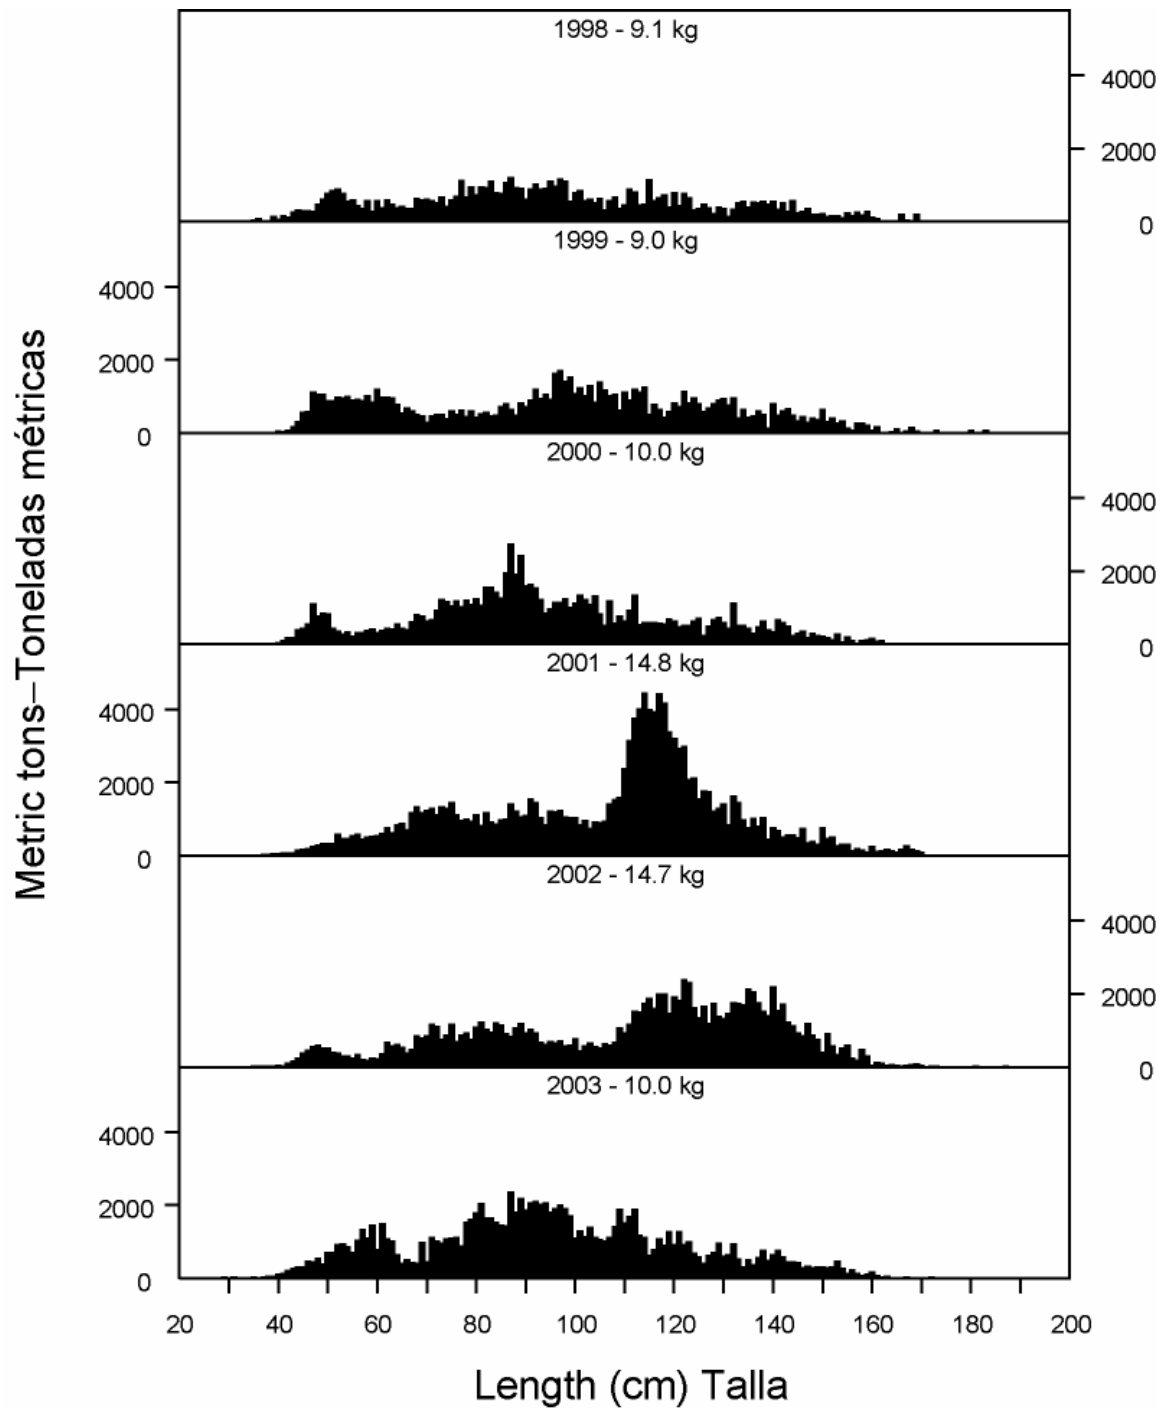 1998 - 9.1 kg
4000
2000
0
1999 - 9.0 kg
4000
2000
0
2000 - 10.0 kg
4000
2000
0
2001 - 14.8 kg
4000
2000
0
2002 - 14.7 kg
4000
2000
0
2003 - 10.0 kg
4000
2000
0
Metric tons–Toneladas métricas
20 40 60 80 100 120 140 160 180 200
Length (cm) Talla